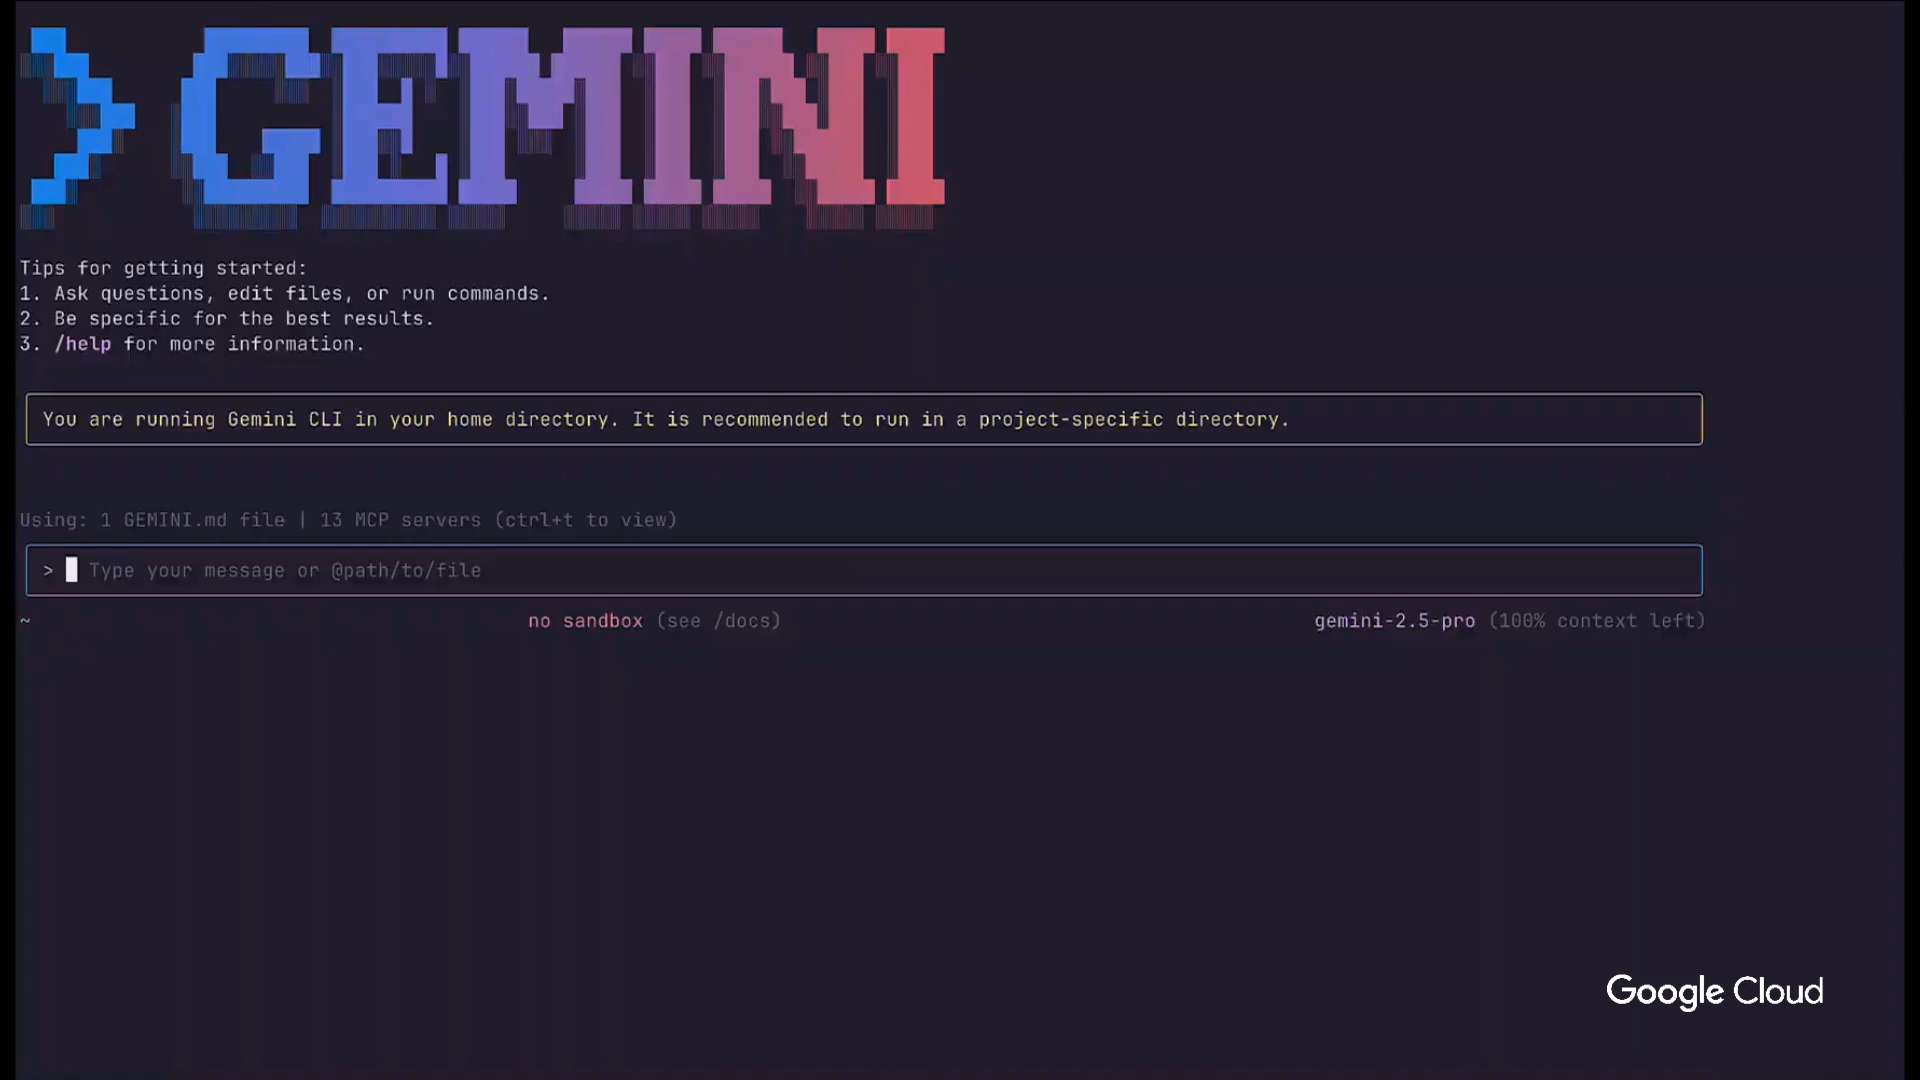 > GEMINI
Tips for getting started:
1. Ask questions, edit files, or run commands.
2. Be specific for the best results.
3. /help for more information.
You are running Gemini CLI in your home directory. It is recommended to run in a project-specific directory.
Using: 1 GEMINI.md file | 13 MCP servers (ctrl+t to view)
> Type your message or @path/to/file
~ no sandbox (see /docs) gemini-2.5-pro (100% context left)
Google Cloud